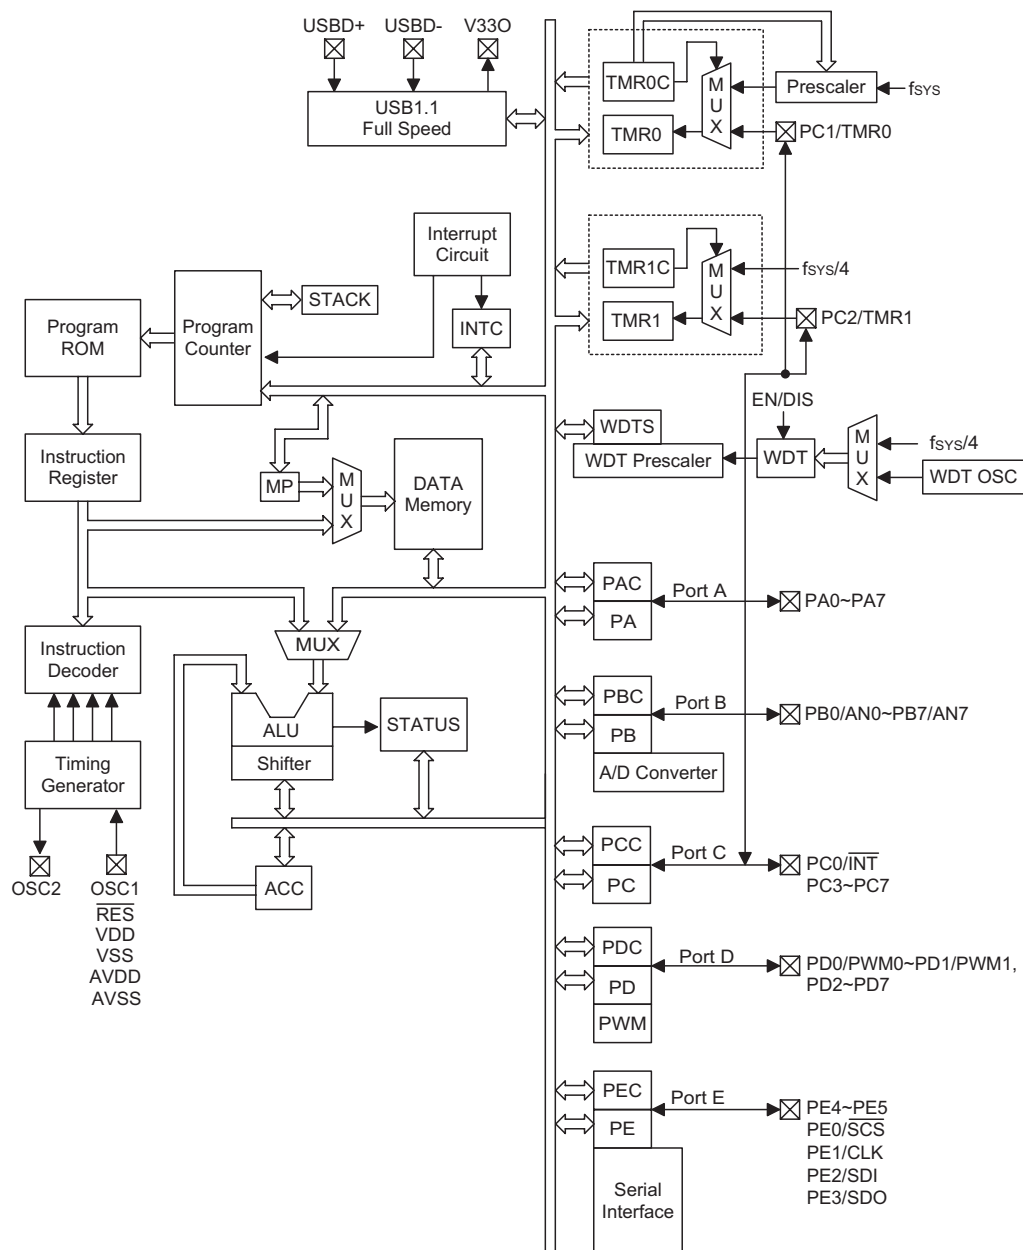 USBD+
USBD-
V33O
USB1.1
Full Speed
TMR0C
MUX
Prescaler
fSYS
TMR0
PC1/TMR0
Interrupt
Circuit
TMR1C
MUX
fSYS/4
TMR1
PC2/TMR1
STACK
INTC
Program
ROM
Program
Counter
EN/DIS
WDTS
WDT Prescaler
WDT
MUX
fSYS/4
WDT OSC
Instruction
Register
MP
MUX
DATA
Memory
PAC
PA
Port A
PA0~PA7
Instruction
Decoder
MUX
ALU
Shifter
STATUS
PBC
PB
A/D Converter
Port B
PB0/AN0~PB7/AN7
Timing
Generator
OSC2
OSC1
RES
VDD
VSS
AVDD
AVSS
ACC
PCC
PC
Port C
PC0/INT
PC3~PC7
PDC
PD
PWM
Port D
PD0/PWM0~PD1/PWM1,
PD2~PD7
PEC
PE
Port E
Serial
Interface
PE4~PE5
PE0/SCS
PE1/CLK
PE2/SDI
PE3/SDO